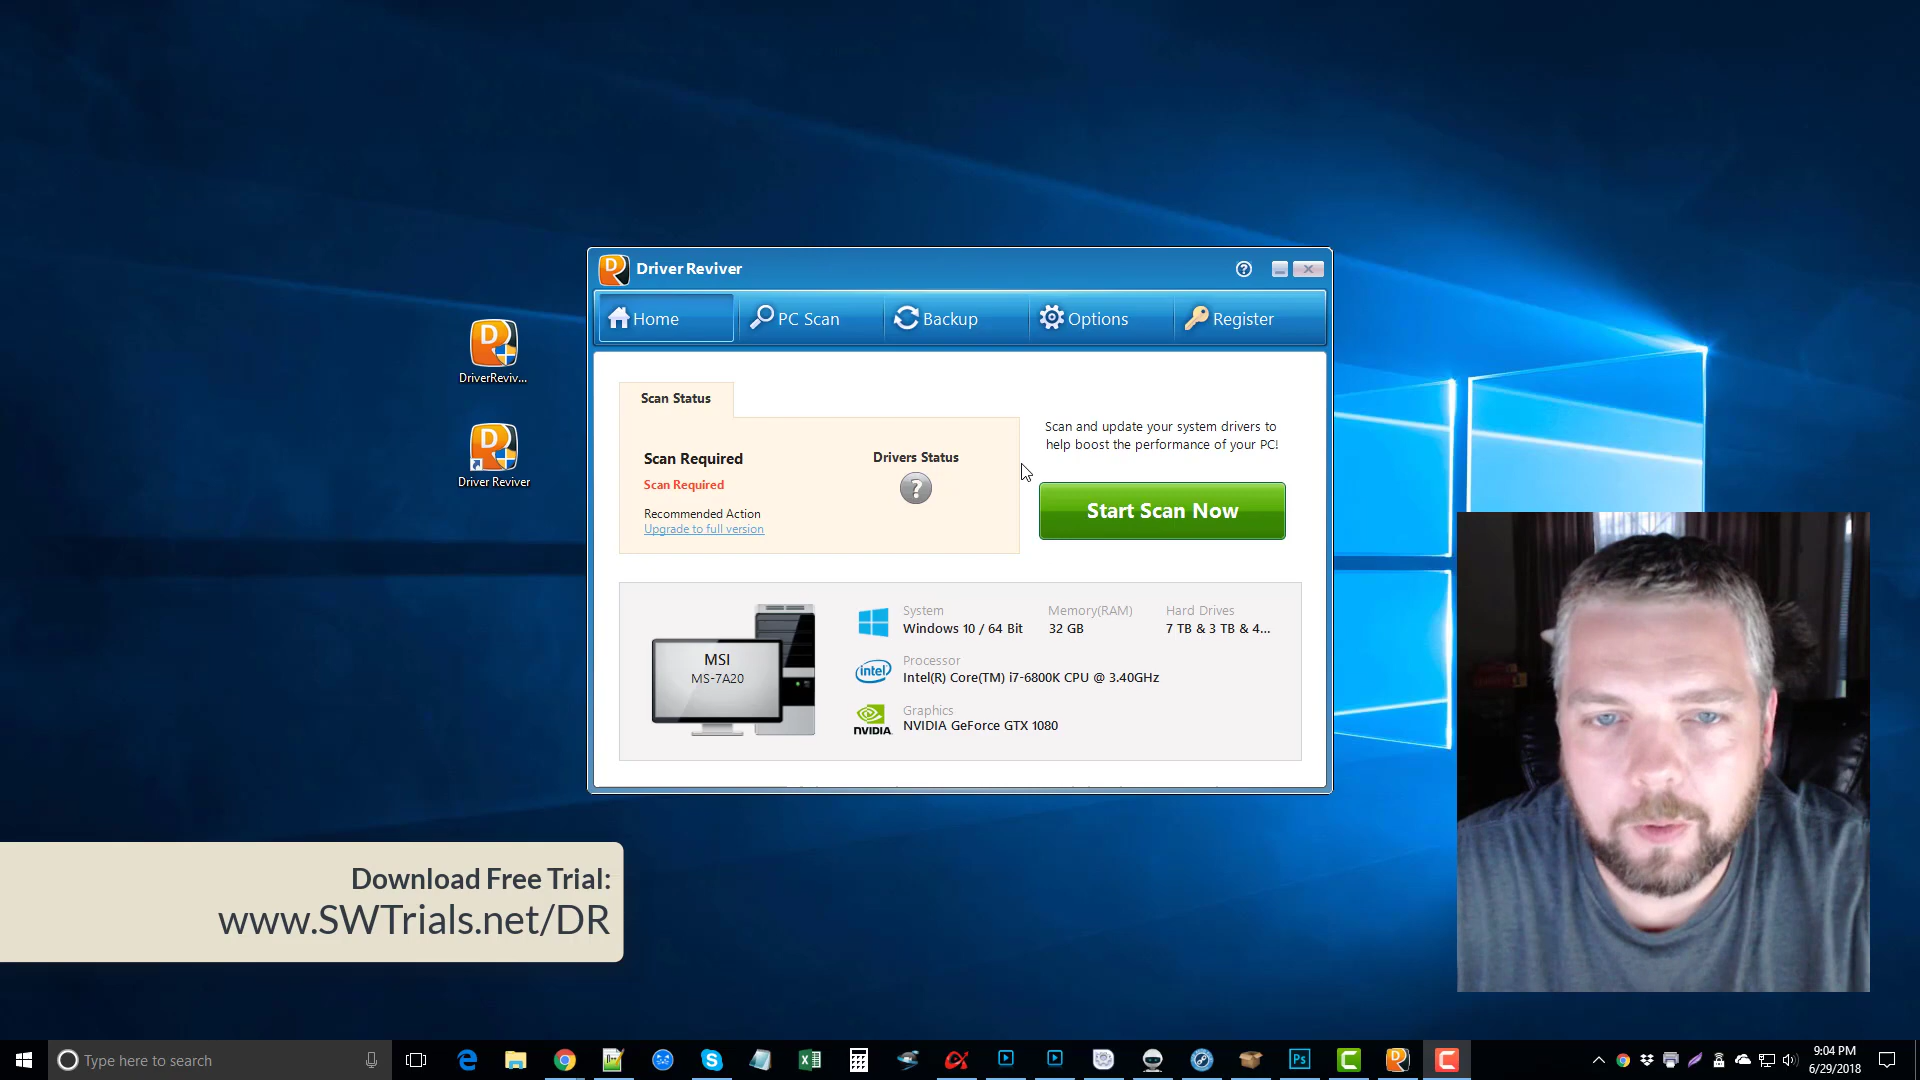 Driver Reviver
Home
PC Scan
Backup
Options
Register
DriverReviv...
Driver Reviver
Scan Status
Scan Required
Scan Required
Recommended Action
Upgrade to full version
Drivers Status
Scan and update your system drivers to
help boost the performance of your PC!
Start Scan Now
MSI
MS-7A20
System
Windows 10 / 64 Bit
Memory(RAM)
32 GB
Hard Drives
7 TB & 3 TB & 4...
intel
Processor
Intel(R) Core(TM) i7-6800K CPU @ 3.40GHz
NVIDIA
Graphics
NVIDIA GeForce GTX 1080
Download Free Trial:
www.SWTrials.net/DR
Type here to search
Ps
9:04 PM
6/29/2018